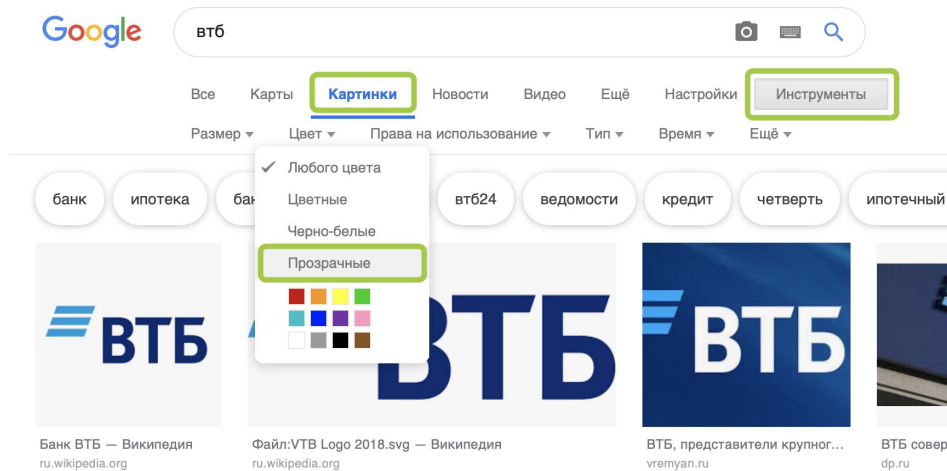 Google
втб
Все Карты Картинки Новости Видео Ещё Настройки Инструменты
Размер Цвет Права на использование Тип Время Ещё
Любого цвета
Цветные
Черно-белые
Прозрачные
банк ипотека втб24 ведомости кредит четверть ипотечный
ВТБ ВТБ ВТБ
Банк ВТБ — Википедия
ru.wikipedia.org
Файл:VTB Logo 2018.svg — Википедия
ru.wikipedia.org
ВТБ, представители крупног...
vremyan.ru
ВТБ совер
dp.ru